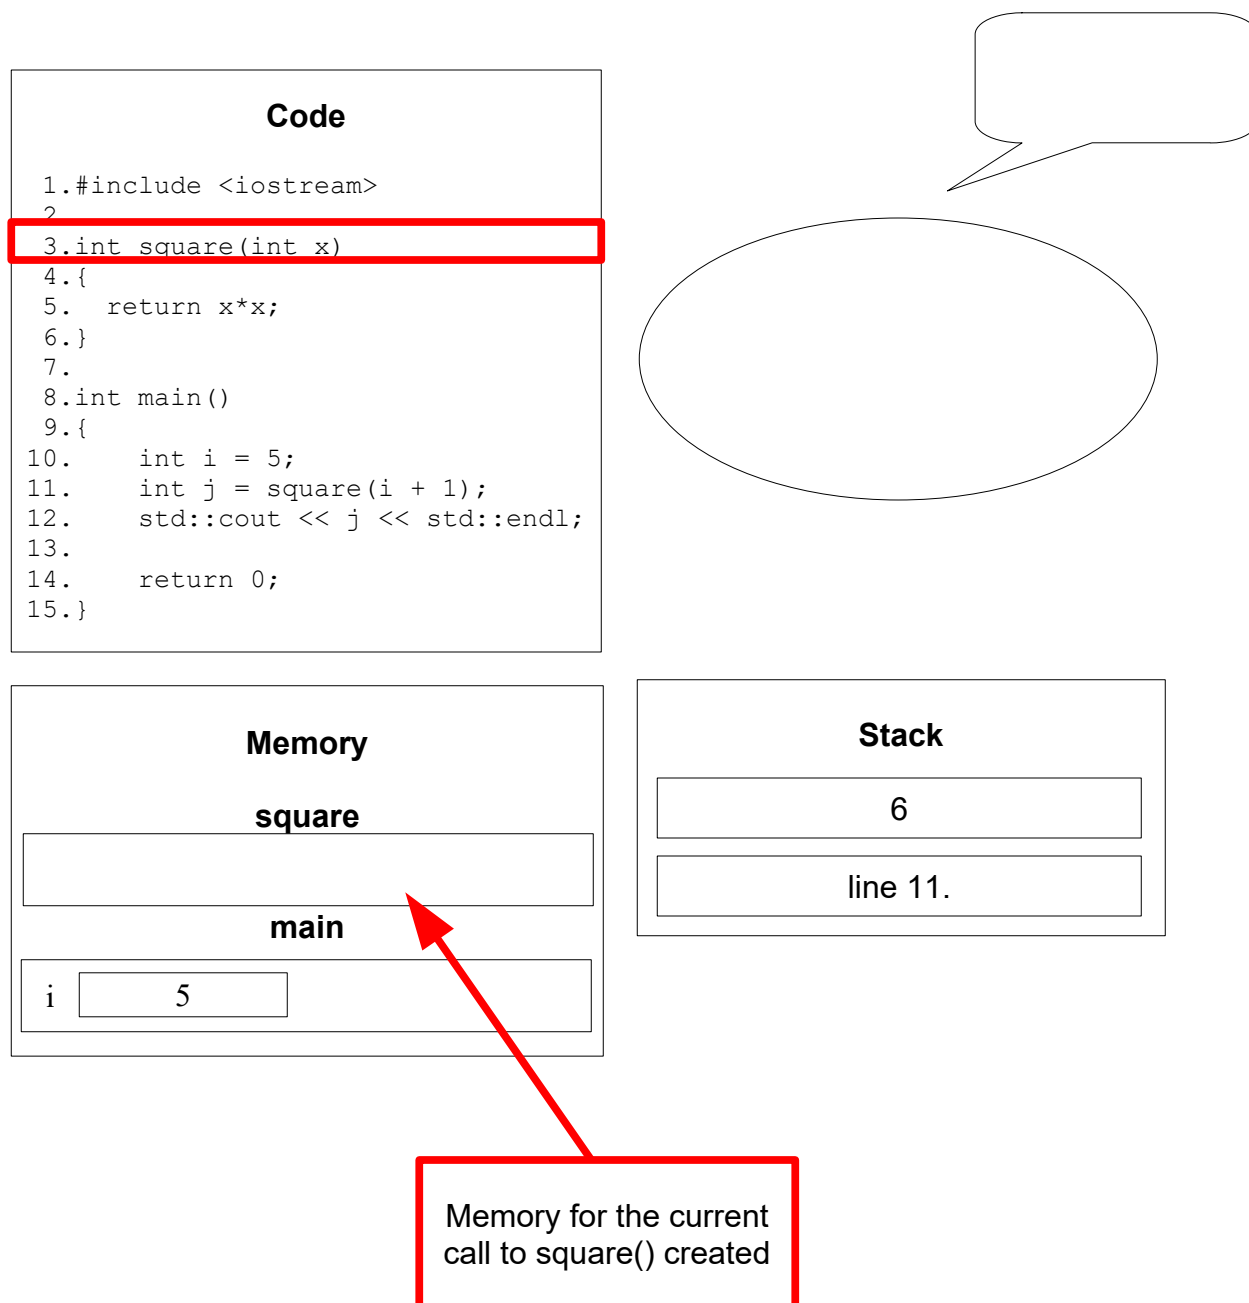 Code
1.#include <iostream>
2
3.int square(int x)
4.{
5.  return x*x;
6.}
7.
8.int main()
9.{
10.    int i = 5;
11.    int j = square(i + 1);
12.    std::cout << j << std::endl;
13.
14.    return 0;
15.}
Memory
square
main
i 5
Stack
6
line 11.
Memory for the current
call to square() created